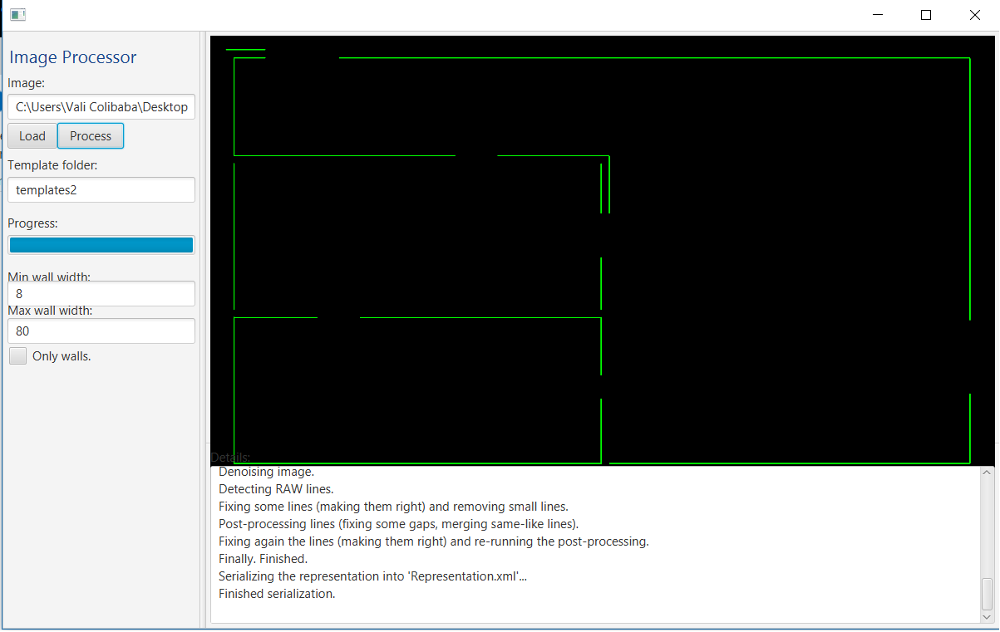 Image Processor
Image:
C:\Users\Vali Colibaba\Desktop
Load
Process
Template folder:
templates2
Progress:
Min wall width:
8
Max wall width:
80
Only walls.
Details:
Denoising image.
Detecting RAW lines.
Fixing some lines (making them right) and removing small lines.
Post-processing lines (fixing some gaps, merging same-like lines).
Fixing again the lines (making them right) and re-running the post-processing.
Finally. Finished.
Serializing the representation into 'Representation.xml'...
Finished serialization.